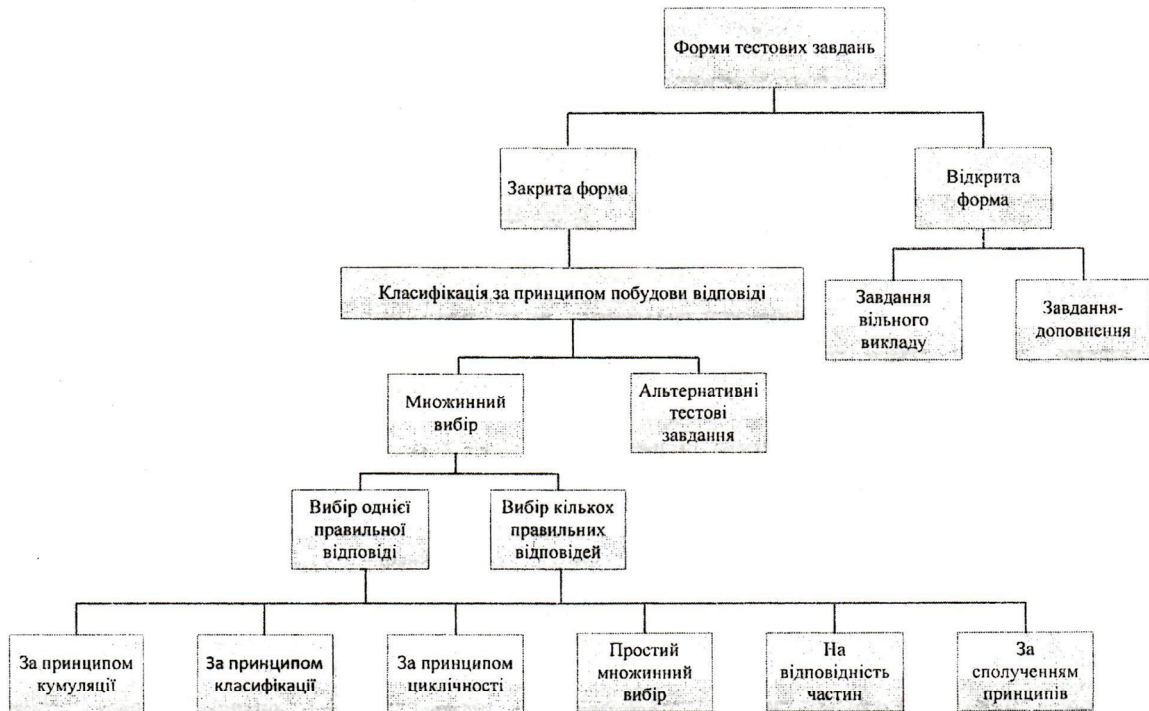 Форми тестових завдань
Закрита форма
Відкрита
форма
Класифікація за принципом побудови відповіді
Завдання
вільного
викладу
Завдання-
доповнення
Множинний
вибір
Альтернативні
тестові
завдання
Вибір однієї
правильної
відповіді
Вибір кількох
правильних
відповідей
За принципом
кумуляції
За принципом
класифікації
За принципом
циклічності
Простий
множинний
вибір
На
відповідність
частин
За
сполученням
принципів